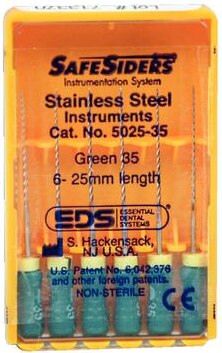 SAFESIDERS®
Instrumentation System
Stainless Steel
Instruments
Cat. No. 5025-35
Green 35
6- 25mm length
EDS ESSENTIAL
DENTAL
SYSTEMS®
S. Hackensack,
NJ U.S.A.
U.S. Patent No. 6,042,376
and other foreign patents.
NON-STERILE
CE